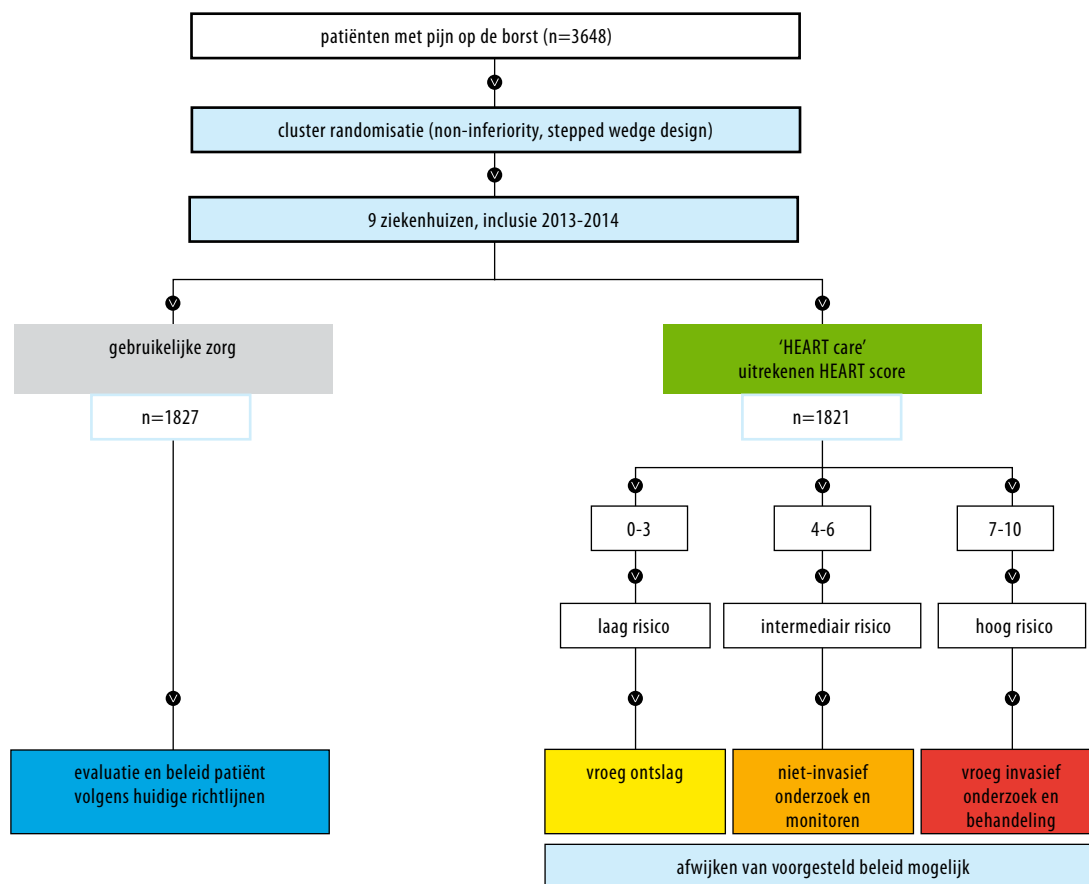 patiënten met pijn op de borst (n=3648)
cluster randomisatie (non-inferiority, stepped wedge design)
9 ziekenhuizen, inclusie 2013-2014
gebruikelijke zorg
n=1827
evaluatie en beleid patiënt
volgens huidige richtlijnen
‘HEART care’
uitrekenen HEART score
n=1821
0-3
4-6
7-10
laag risico
intermediair risico
hoog risico
vroeg ontslag
niet-invasief
onderzoek en
monitoren
vroeg invasief
onderzoek en
behandeling
afwijken van voorgesteld beleid mogelijk